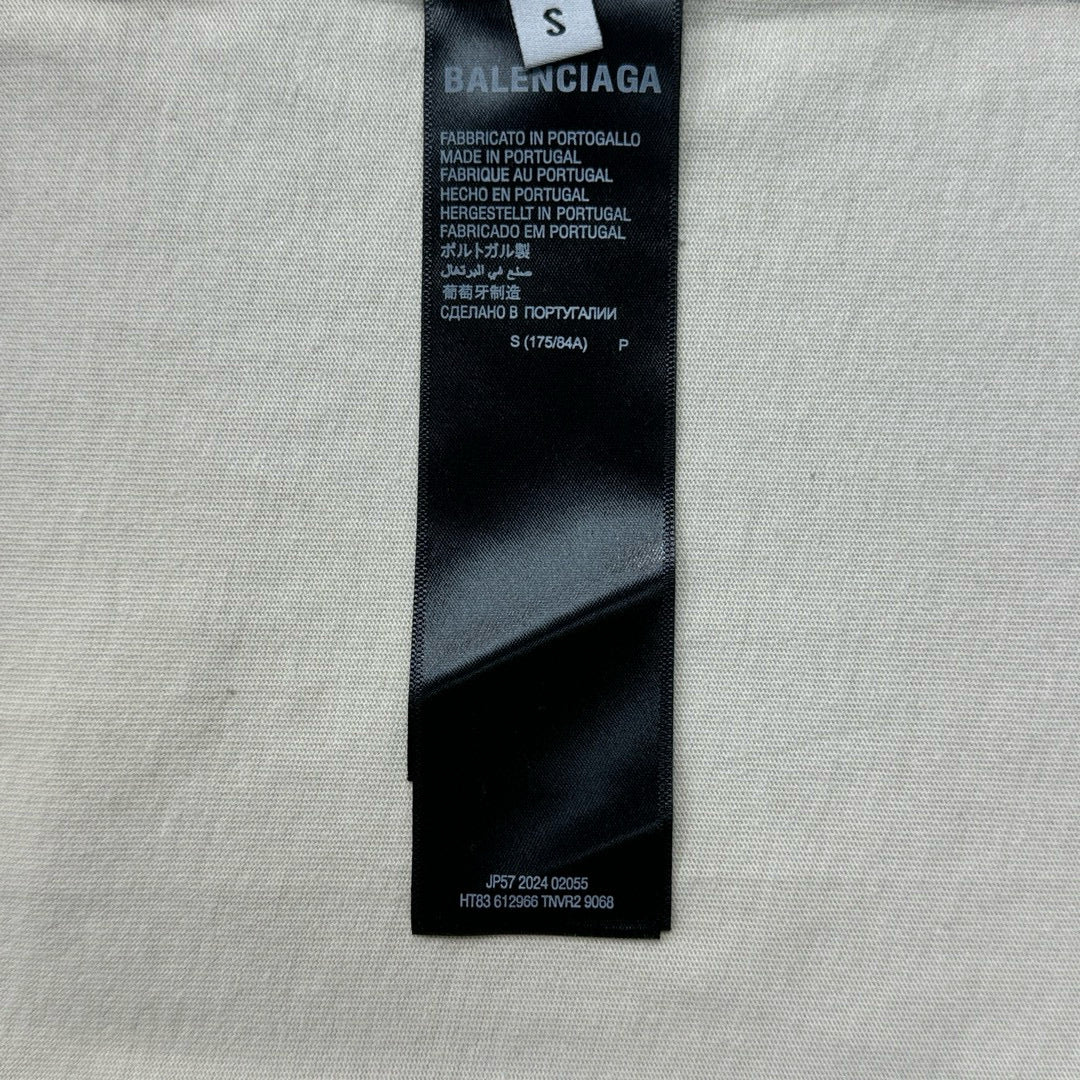 S
BALENCIAGA
FABBRICATO IN PORTOGALLO
MADE IN PORTUGAL
FABRIQUE AU PORTUGAL
HECHO EN PORTUGAL
HERGESTELLT IN PORTUGAL
FABRICADO EM PORTUGAL
ポルトガル製
صنع في البرتغال
葡萄牙制造
СДЕЛАНО В ПОРТУГАЛИИ
S (175/84A) P
JP57 2024 02055
HT83 612966 TNVR2 9068